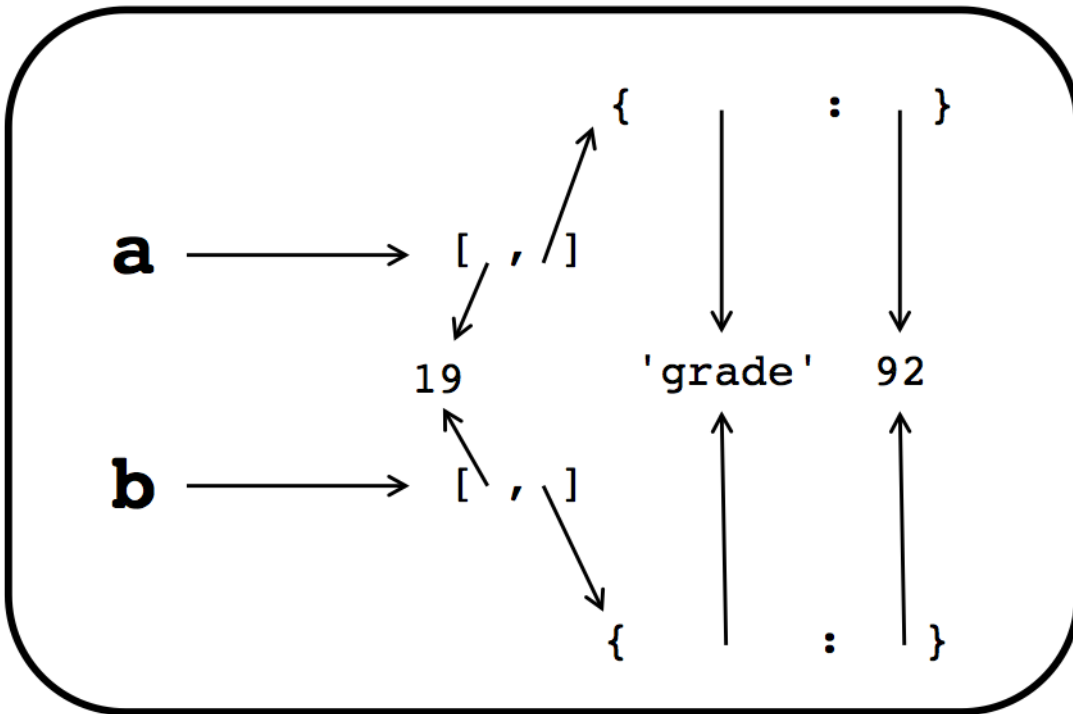 { : }
a [ , ]
19 'grade' 92
b [ , ]
{ : }